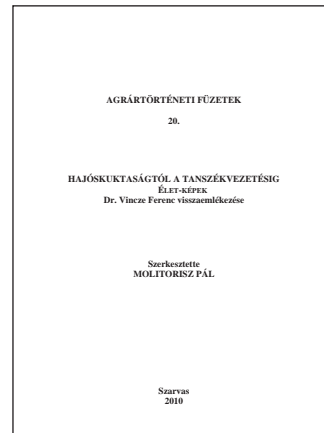 AGRÁRTÖRTÉNETI FÜZETEK
20.
HAJÓSKUKTASÁGTÓL A TANSZÉKVEZETÉSIG
ÉLET-KÉPEK
Dr. Vincze Ferenc visszaemlékezése
Szerkesztette
MOLITORISZ PÁL
Szarvas
2010